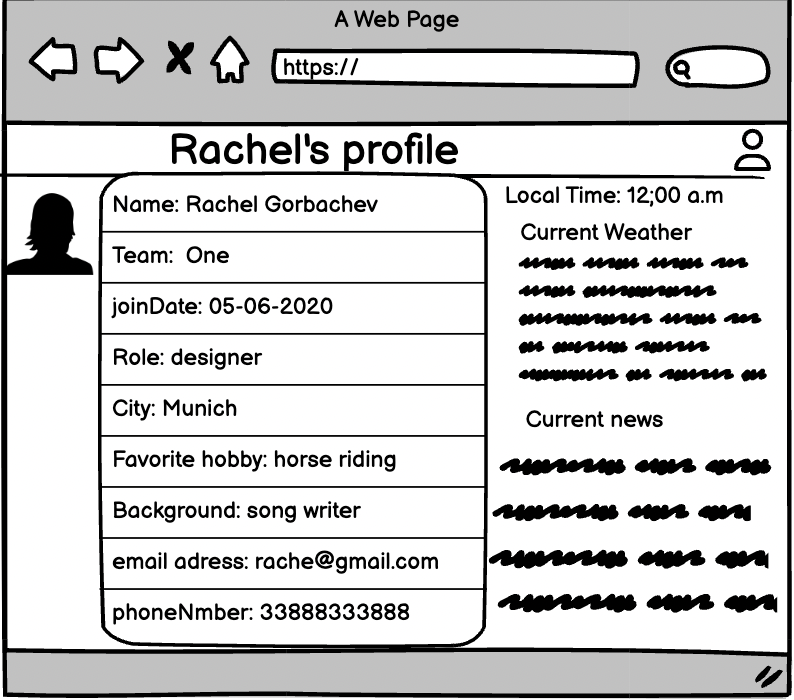 A Web Page
https://
Rachel's profile
Name: Rachel Gorbachev
Team: One
joinDate: 05-06-2020
Role: designer
City: Munich
Favorite hobby: horse riding
Background: song writer
email adress: rache@gmail.com
phoneNmber: 33888333888
Local Time: 12;00 a.m
Current Weather
Current news